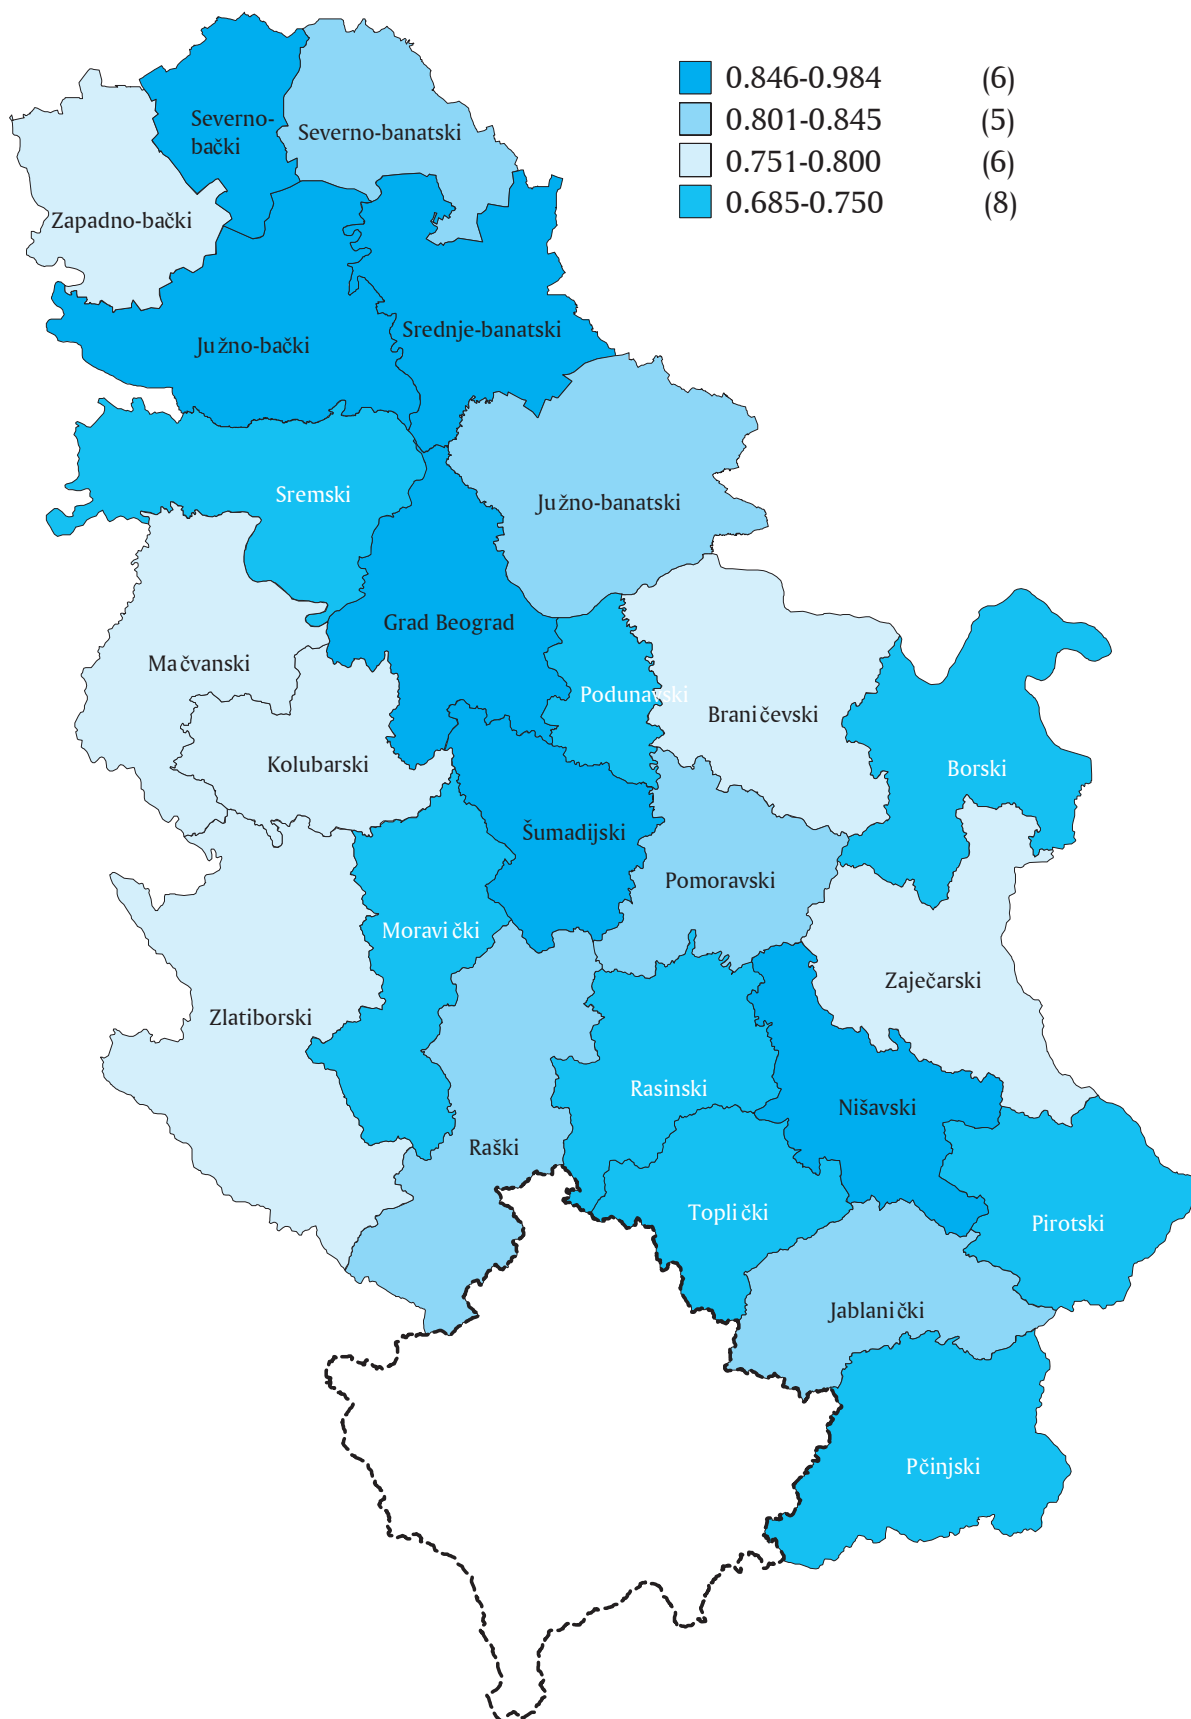 0.846-0.984 (6)
0.801-0.845 (5)
0.751-0.800 (6)
0.685-0.750 (8)
Severno-
bački
Severno-banatski
Zapadno-bački
Južno-bački
Srednje-banatski
Sremski
Južno-banatski
Grad Beograd
Mačvanski
Podunavski
Braničevski
Kolubarski
Borski
Šumadijski
Pomoravski
Moravički
Zaječarski
Zlatiborski
Rasinski
Nišavski
Raški
Toplički
Pirotski
Jablanički
Pčinjski